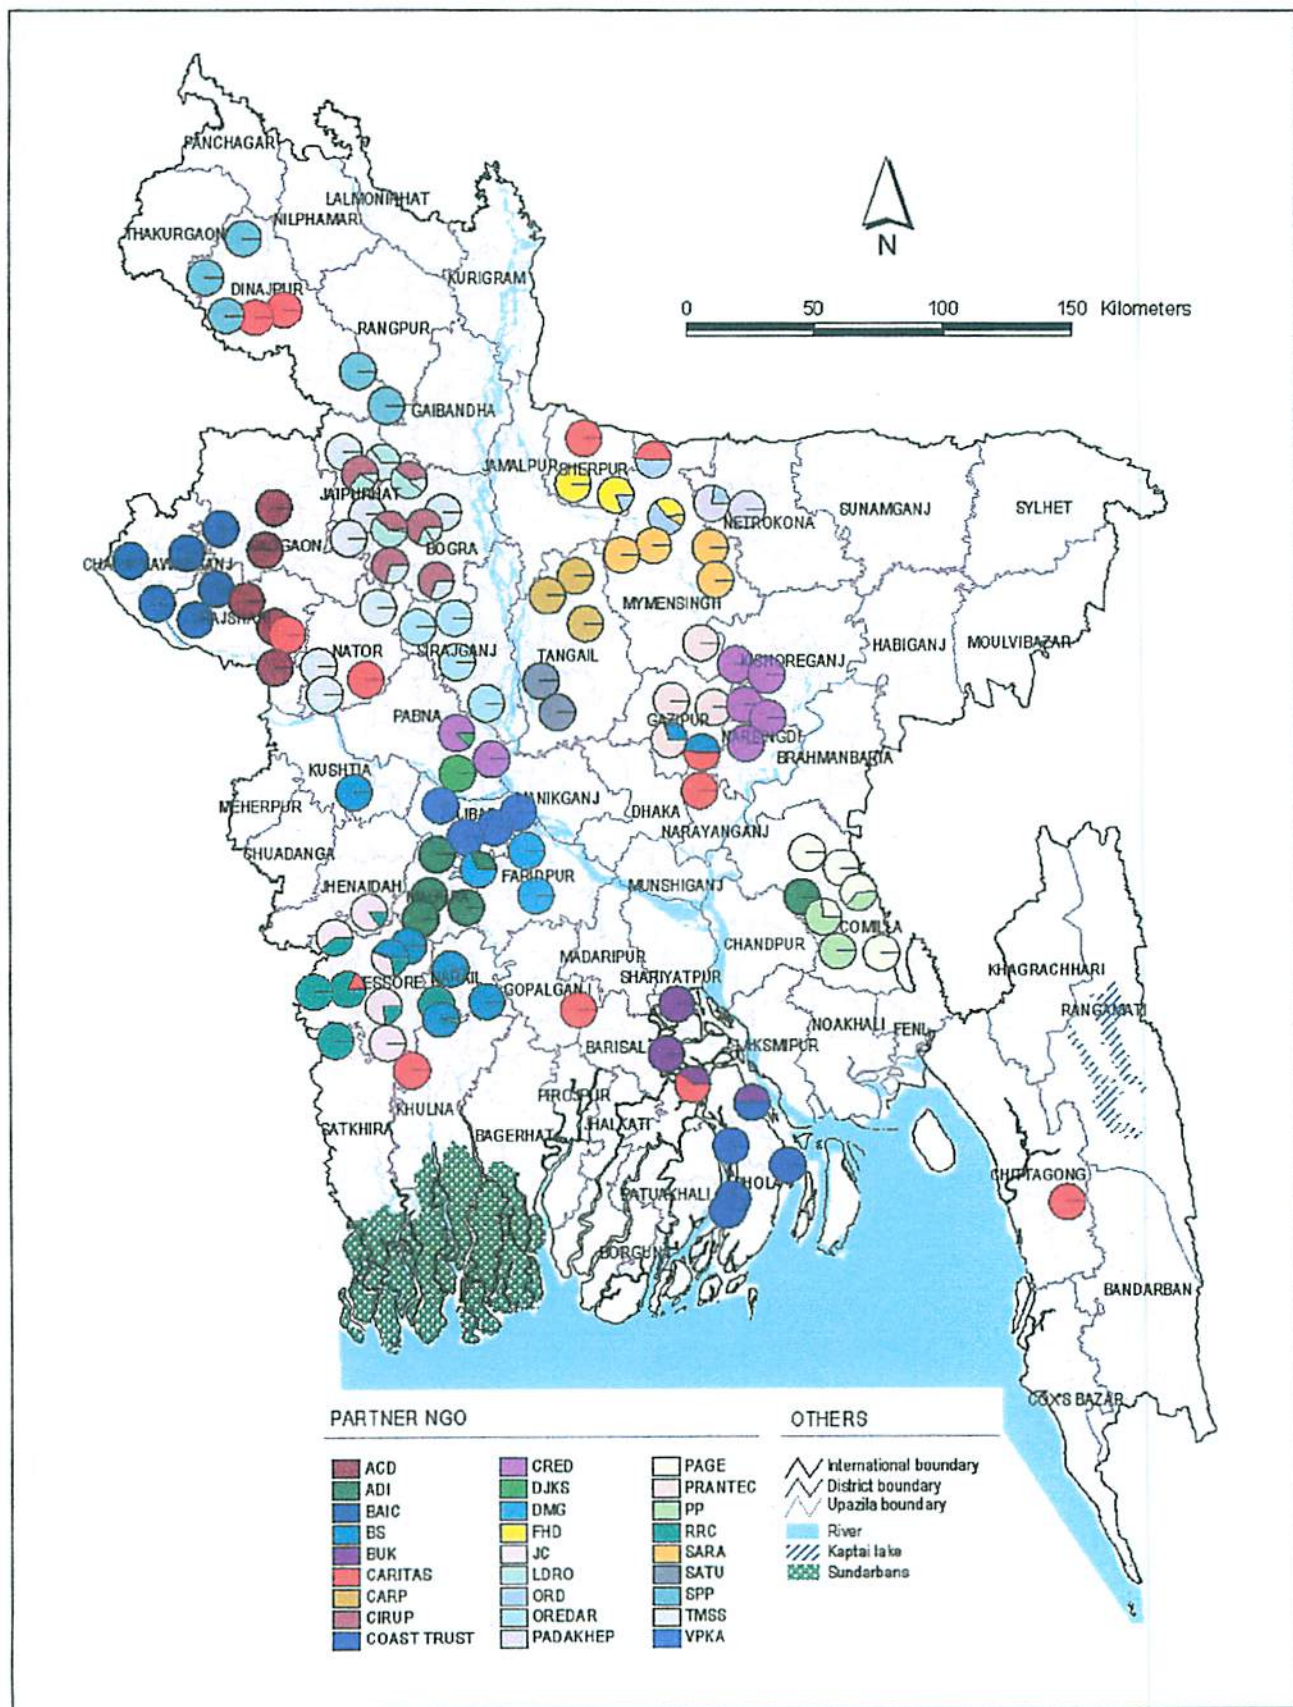 PANCHAGAR
LALMONIRHAT
NILPHAMARI
THAKURGAON
KURIGRAM
N
DINAJPUR
0 50 100 150 Kilometers
RANGPUR
GAIBANDHA
JAMALPUR
SHERPUR
JAIPURHAT
NETROKONA
SUNAMGANJ
SYLHET
BOGRA
MYMENSINGH
HABIGANJ
MOULVIBAZAR
NATOR
SIRAJGANJ
TANGAIL
KISHOREGANJ
PABNA
GAZIPUR
NARSINGDI
BRAHMANBARIA
KUSHTIA
MEHERPUR
DHAKA
NARAYANGANJ
CHUADANGA
MUNSHIGANJ
JHENAIDAH
FARIDPUR
COMILLA
CHANDPUR
MADARIPUR
SHARIYATPUR
KHAGRACHHARI
RANGAMATI
GOPALGANJ
NOAKHALI
FENI
LAKSMIPUR
BARISAL
PIROJPUR
KHULNA
SATKHIRA
BAGERHAT
JHALKATI
CHITTAGONG
PATUAKHALI
BORGUNA
BANDARBAN
COX'S BAZAR
PARTNER NGO
OTHERS
ACD
ADI
BAIC
BS
BUK
CARITAS
CARP
CIRUP
COAST TRUST
CRED
DJKS
DMG
FHD
JC
LDRO
ORD
OREDAR
PADAKHEP
PAGE
PRANTEC
PP
RRC
SARA
SATU
SPP
TMSS
VPKA
International boundary
District boundary
Upazila boundary
River
Kaptai lake
Sundarbans